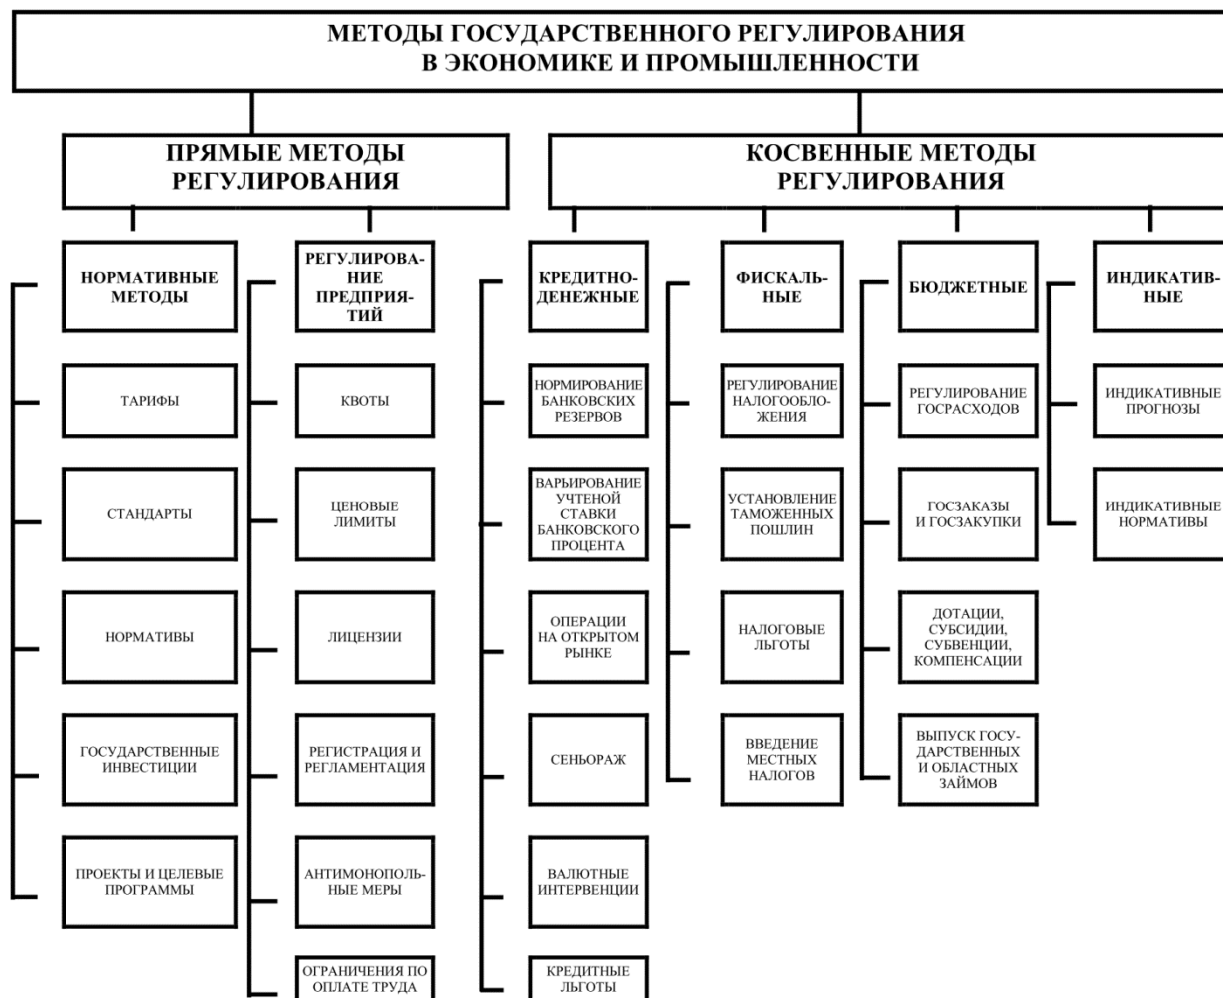 МЕТОДЫ ГОСУДАРСТВЕННОГО РЕГУЛИРОВАНИЯ
В ЭКОНОМИКЕ И ПРОМЫШЛЕННОСТИ
ПРЯМЫЕ МЕТОДЫ
РЕГУЛИРОВАНИЯ
КОСВЕННЫЕ МЕТОДЫ
РЕГУЛИРОВАНИЯ
НОРМАТИВНЫЕ
МЕТОДЫ
ТАРИФЫ
СТАНДАРТЫ
НОРМАТИВЫ
ГОСУДАРСТВЕННЫЕ
ИНВЕСТИЦИИ
ПРОЕКТЫ И ЦЕЛЕВЫЕ
ПРОГРАММЫ
РЕГУЛИРОВА-
НИЕ
ПРЕДПРИЯ-
ТИЙ
КВОТЫ
ЦЕНОВЫЕ
ЛИМИТЫ
ЛИЦЕНЗИИ
РЕГИСТРАЦИЯ И
РЕГЛАМЕНТАЦИЯ
АНТИМОНОПОЛЬ-
НЫЕ МЕРЫ
ОГРАНИЧЕНИЯ ПО
ОПЛАТЕ ТРУДА
КРЕДИТНО-
ДЕНЕЖНЫЕ
НОРМИРОВАНИЕ
БАНКОВСКИХ
РЕЗЕРВОВ
ВАРЬИРОВАНИЕ
УЧТЕНОЙ
СТАВКИ
БАНКОВСКОГО
ПРОЦЕНТА
ОПЕРАЦИИ
НА ОТКРЫТОМ
РЫНКЕ
СЕНЬОРАЖ
ВАЛЮТНЫЕ
ИНТЕРВЕНЦИИ
КРЕДИТНЫЕ
ЛЬГОТЫ
ФИСКАЛЬ-
НЫЕ
РЕГУЛИРОВАНИЕ
НАЛОГООБЛО-
ЖЕНИЯ
УСТАНОВЛЕНИЕ
ТАМОЖЕННЫХ
ПОШЛИН
НАЛОГОВЫЕ
ЛЬГОТЫ
ВВЕДЕНИЕ
МЕСТНЫХ
НАЛОГОВ
БЮДЖЕТНЫЕ
РЕГУЛИРОВАНИЕ
ГОСРАСХОДОВ
ГОСЗАКАЗЫ
И ГОСЗАКУПКИ
ДОТАЦИИ,
СУБСИДИИ,
СУБВЕНЦИИ,
КОМПЕНСАЦИИ
ВЫПУСК ГОСУ-
ДАРСТВЕННЫХ
И ОБЛАСТНЫХ
ЗАЙМОВ
ИНДИКАТИВ-
НЫЕ
ИНДИКАТИВНЫЕ
ПРОГНОЗЫ
ИНДИКАТИВНЫЕ
НОРМАТИВЫ